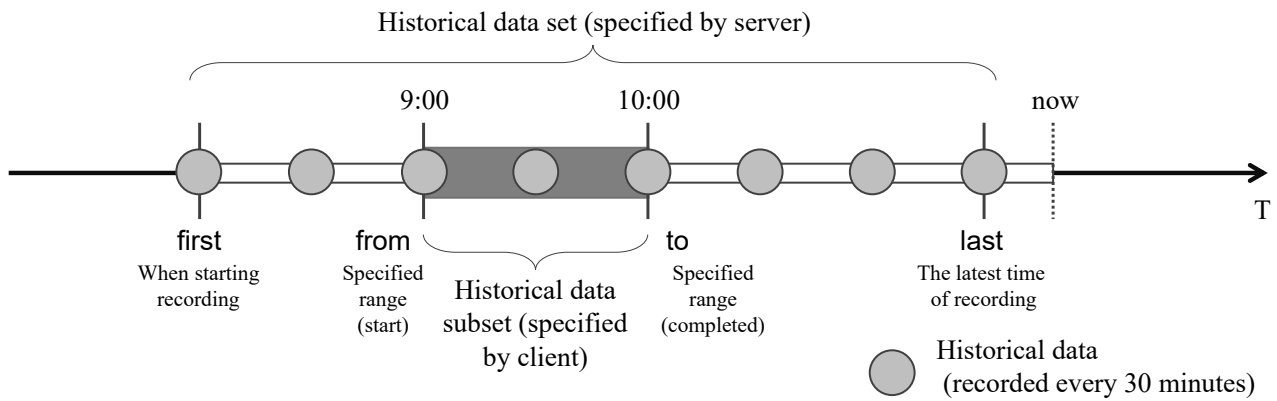 Historical data set (specified by server)
9:00
10:00
now
T
first
When starting
recording
from
Specified
range
(start)
Historical data
subset (specified
by client)
to
Specified
range
(completed)
last
The latest time
of recording
Historical data
(recorded every 30 minutes)